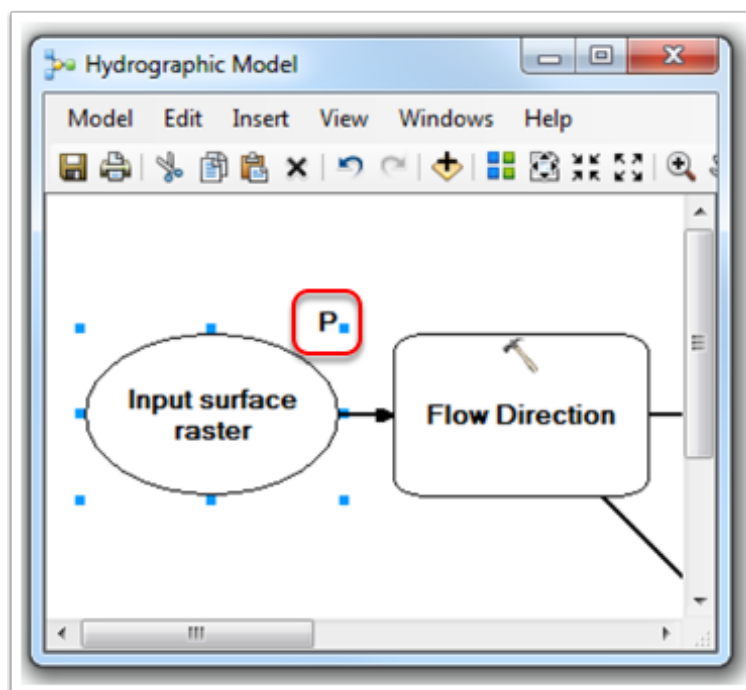 Hydrographic Model
Model Edit Insert View Windows Help
P
Input surface
raster
Flow Direction